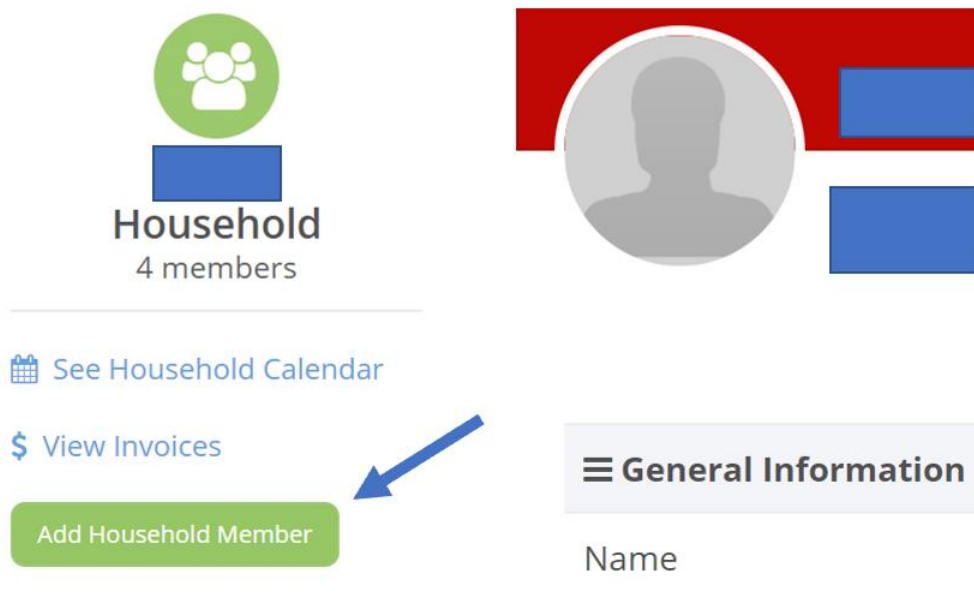 Household
4 members
See Household Calendar
$ View Invoices
Add Household Member
General Information
Name